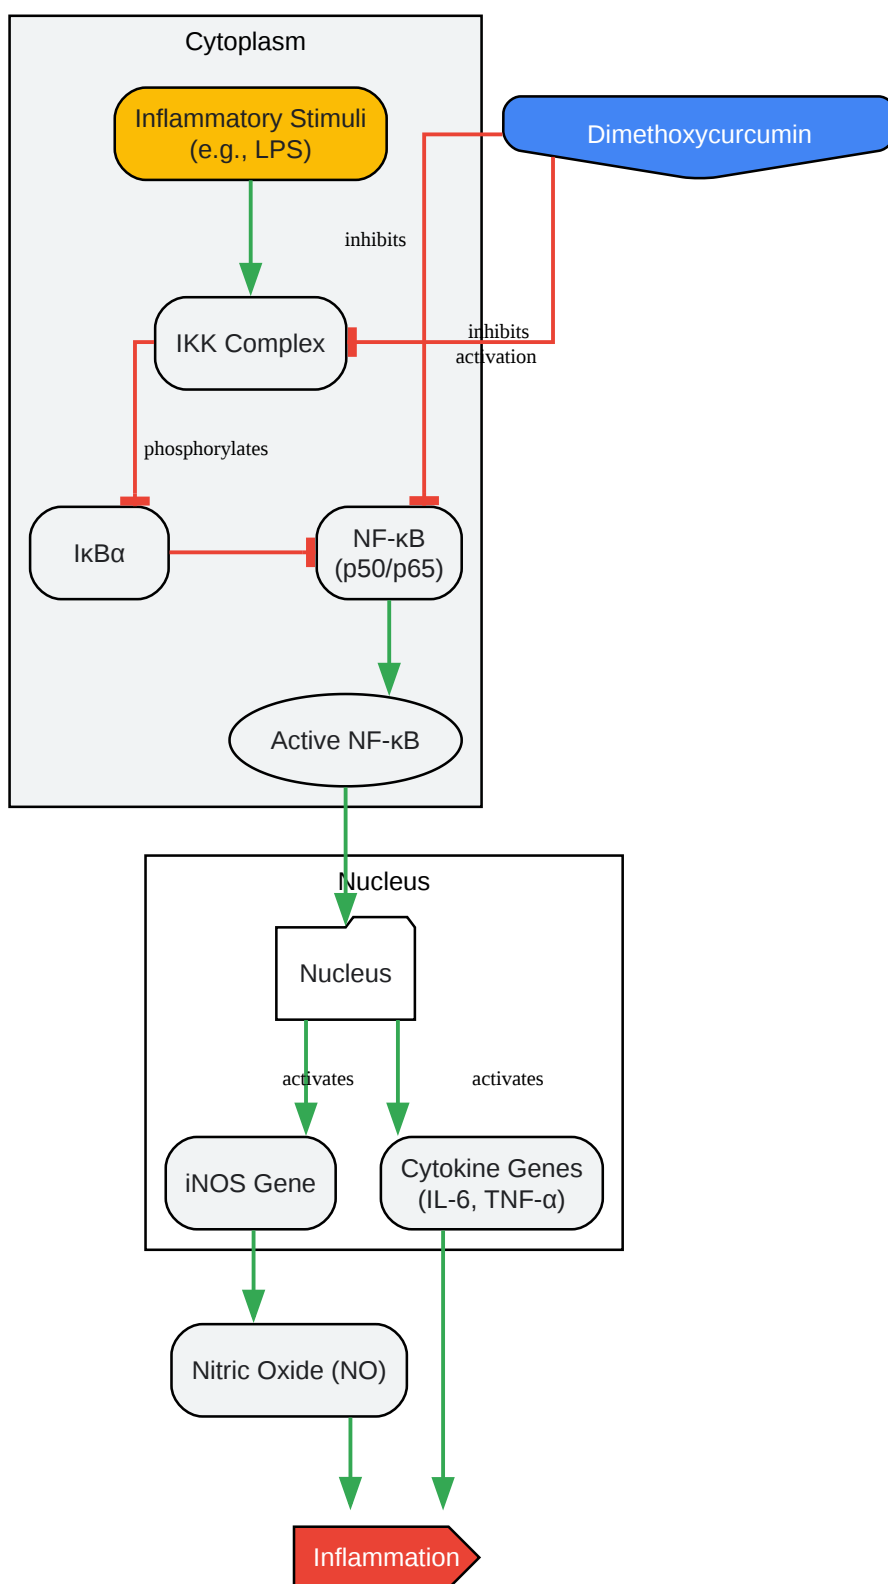 Cytoplasm
Inflammatory Stimuli
(e.g., LPS)
Dimethoxycurcumin
inhibits
inhibits
activation
IKK Complex
phosphorylates
IκBα
NF-κB
(p50/p65)
Active NF-κB
Nucleus
Nucleus
activates
activates
iNOS Gene
Cytokine Genes
(IL-6, TNF-α)
Nitric Oxide (NO)
Inflammation